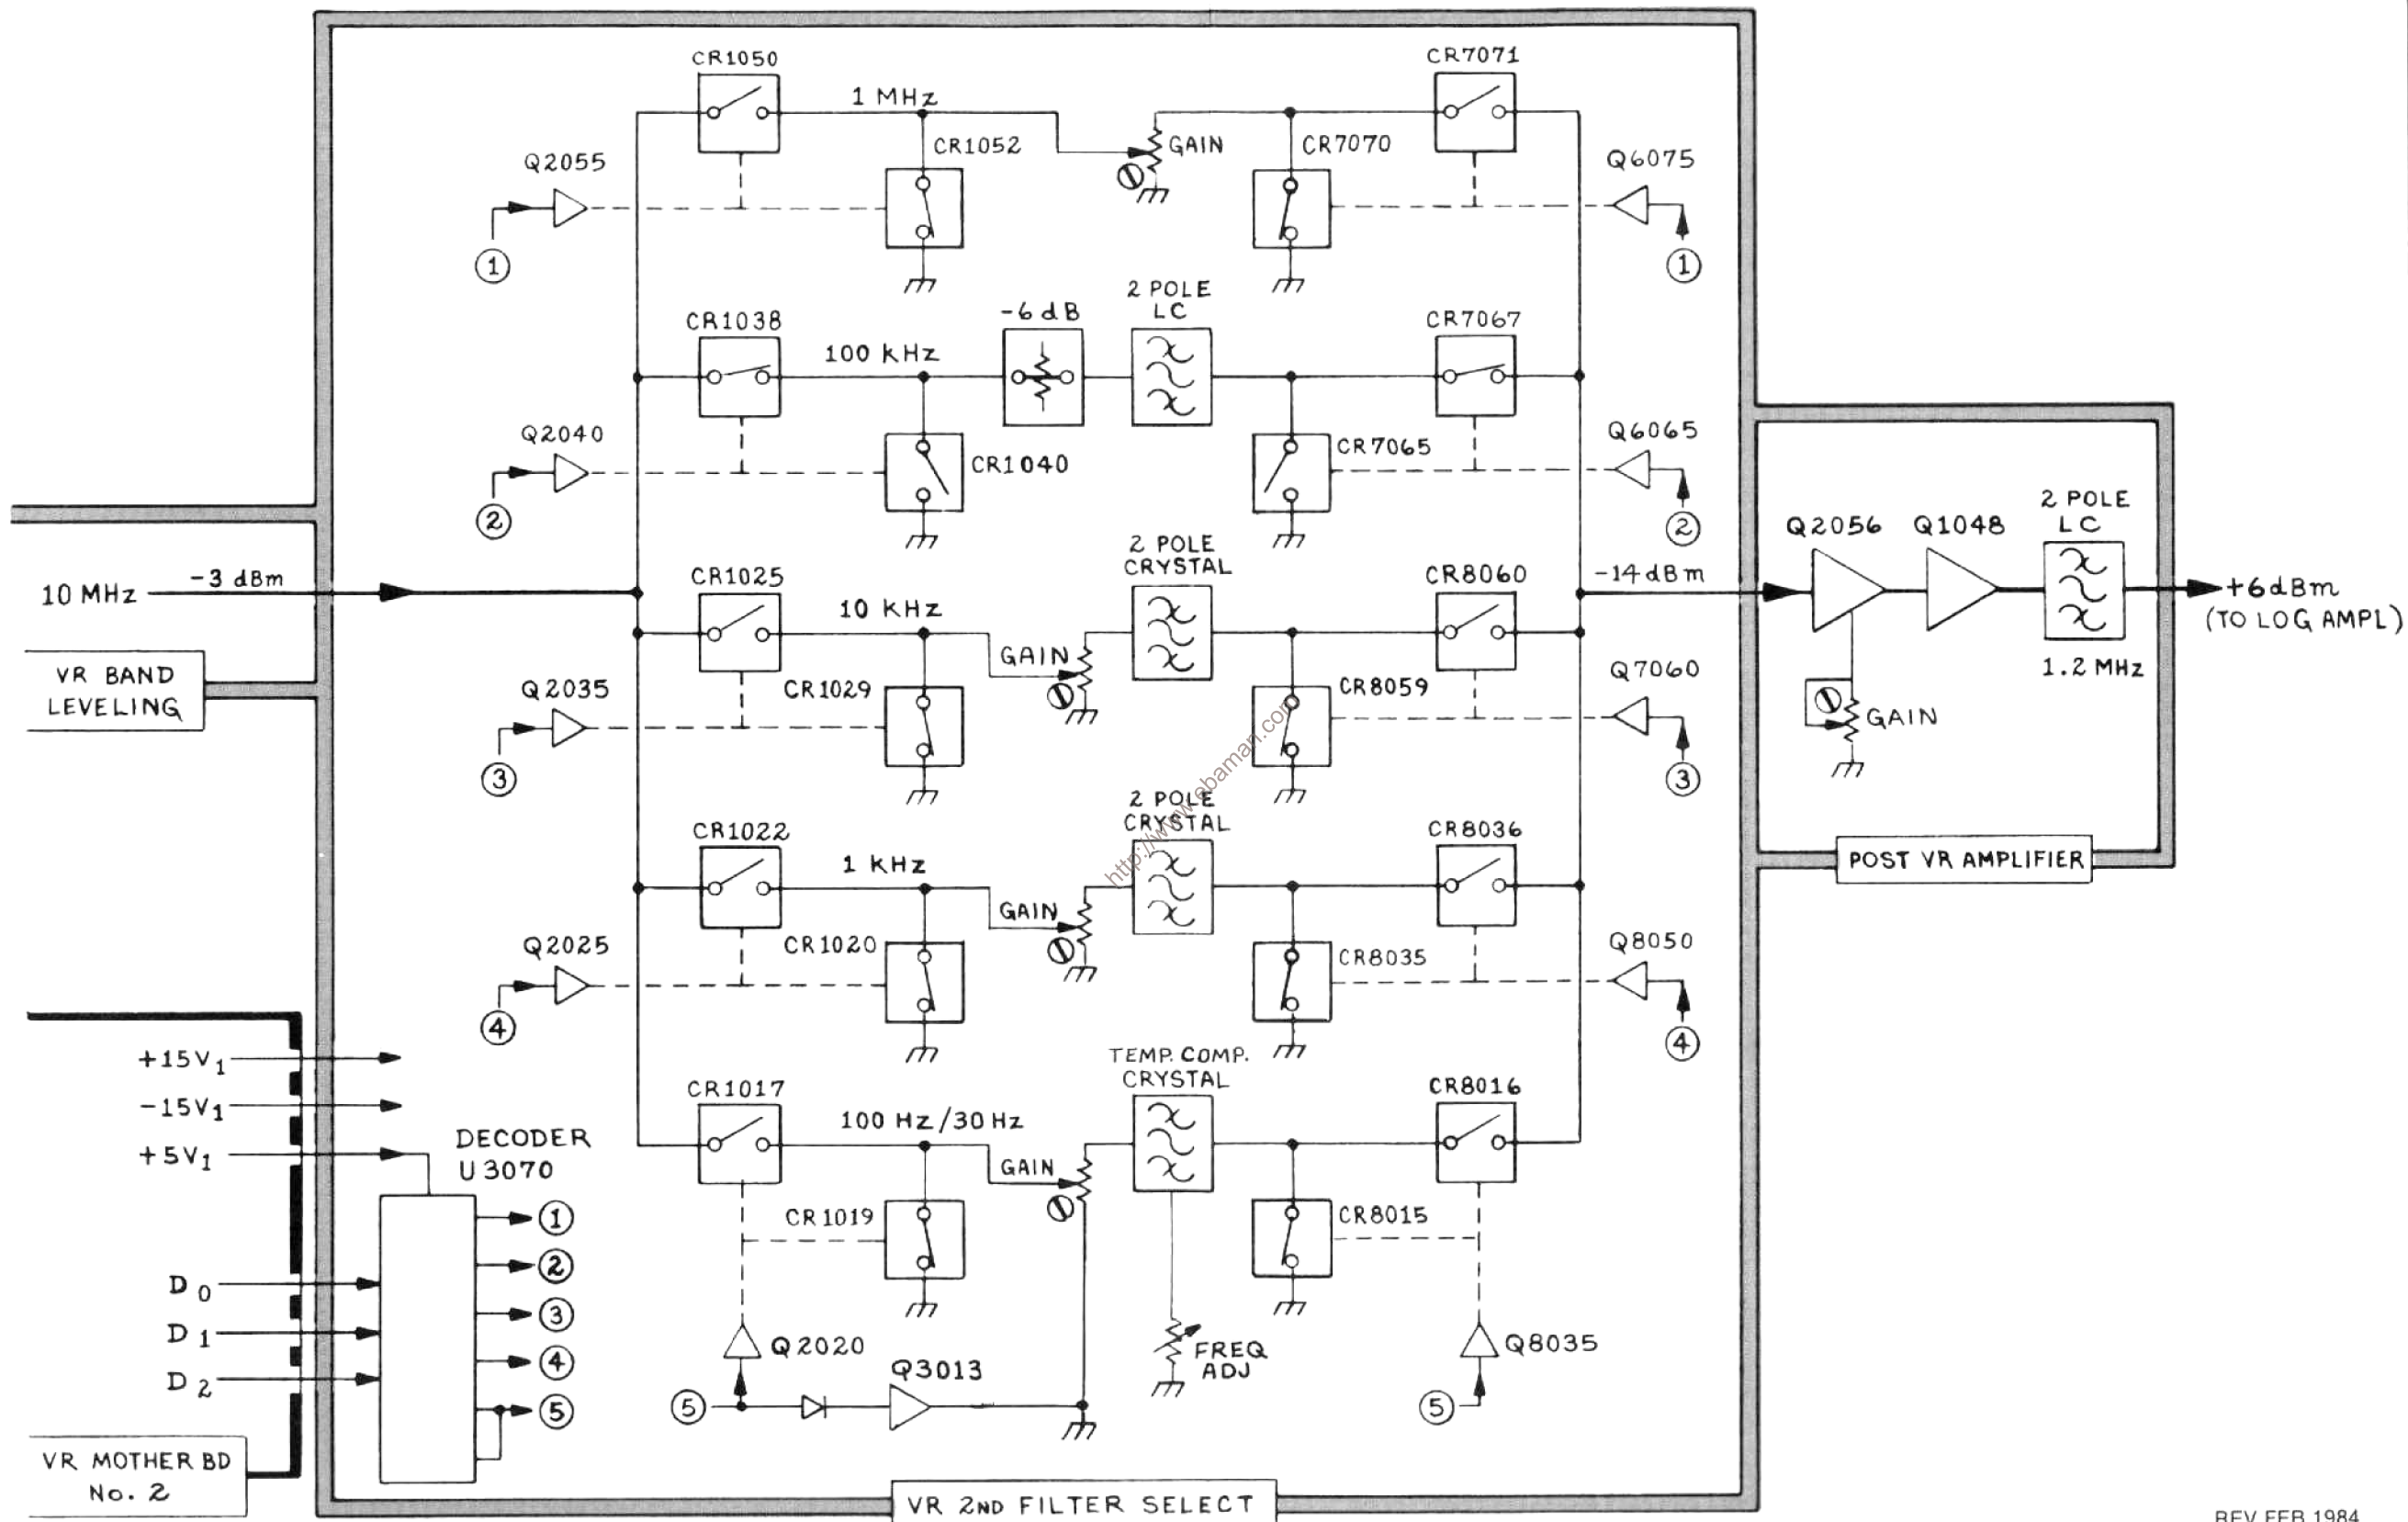 CR1050
1 MHz
CR1052
GAIN
CR7070
CR7071
Q2055
Q6075
1
1
CR1038
100 kHz
-6 dB
2 POLE
LC
CR7067
Q2040
CR1040
CR7065
Q6065
2
2
10 MHz
-3 dBm
CR1025
10 kHz
2 POLE
CRYSTAL
CR8060
-14 dBm
Q2056
Q1048
2 POLE
LC
+6dBm
(TO LOG AMPL)
1.2 MHz
GAIN
VR BAND
LEVELING
Q2035
CR1029
GAIN
CR8059
Q7060
3
3
POST VR AMPLIFIER
http://www.ebaman.com
CR1022
1 kHz
2 POLE
CRYSTAL
CR8036
Q2025
CR1020
GAIN
CR8035
Q8050
4
4
+15V1
-15V1
+5V1
DECODER
U3070
CR1017
100 Hz/30 Hz
TEMP. COMP.
CRYSTAL
CR8016
CR1019
GAIN
CR8015
1
2
3
4
5
D0
D1
D2
Q2020
Q3013
FREQ
ADJ
Q8035
5
5
VR MOTHER BD
No. 2
VR 2ND FILTER SELECT
REV FEB 1984